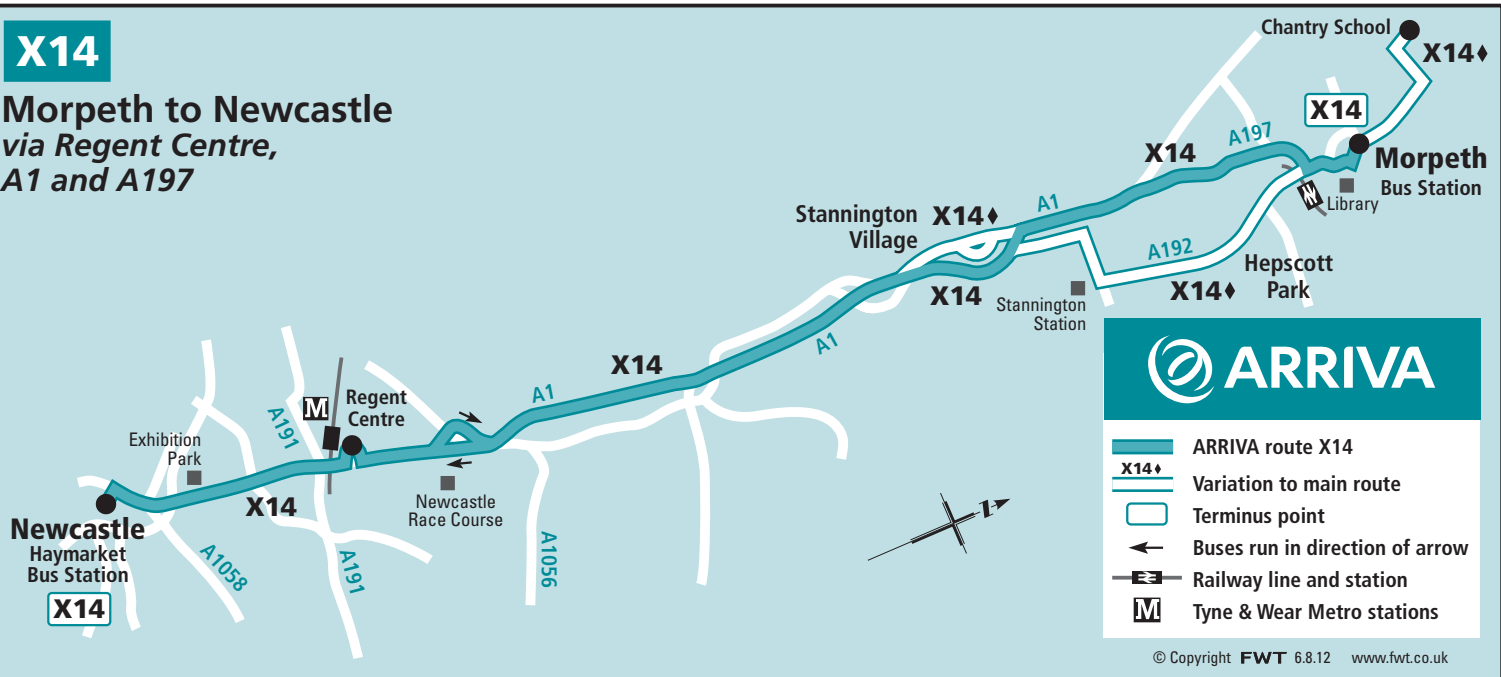 X14
Morpeth to Newcastle
via Regent Centre,
A1 and A197
Chantry School
X14♦
X14
A197
X14
Morpeth
Bus Station
Library
A1
Stannington
Village
X14♦
A192
Hepscott
Park
X14♦
X14
Stannington
Station
A1
X14
A1
Regent
Centre
M
A191
Exhibition
Park
X14
Newcastle
Race Course
Newcastle
Haymarket
Bus Station
X14
A1058
A191
A1056
ARRIVA
ARRIVA route X14
X14♦
Variation to main route
Terminus point
Buses run in direction of arrow
Railway line and station
M
Tyne & Wear Metro stations
© Copyright FWT 6.8.12 www.fwt.co.uk